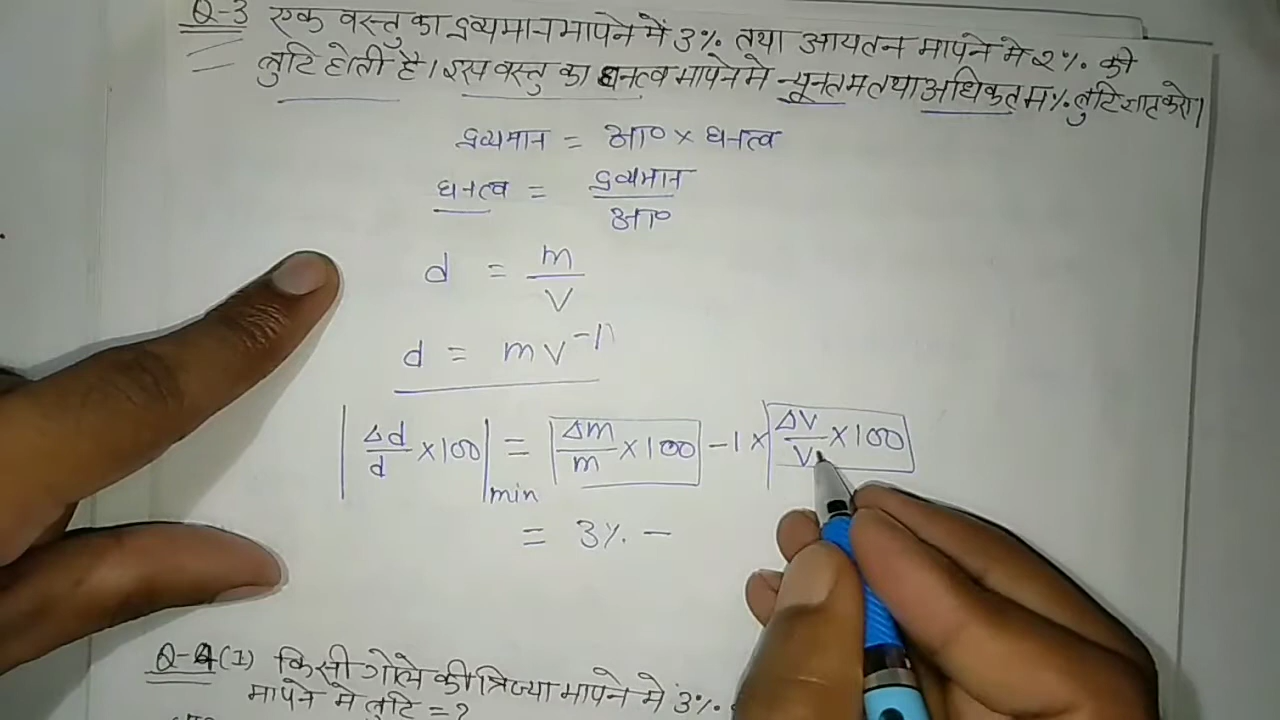 Q-3 एक वस्तु का द्रव्यमान मापने में 3% तथा आयतन मापने मे 2% की
त्रुटि होती है। इस वस्तु का घनत्व मापने मे न्यूनतम तथा अधिकतम % त्रुटि ज्ञात करो।
द्रव्यमान = आ० × घनत्व
घनत्व = द्रव्यमान / आ०
d = m / V
d = mv⁻¹
|Δd/d × 100|min = Δm/m × 100 - 1 × ΔV/V × 100
= 3% -
Q-4(I) किसी गोले की त्रिज्या मापने में 3%
मापने मे त्रुटि = ?